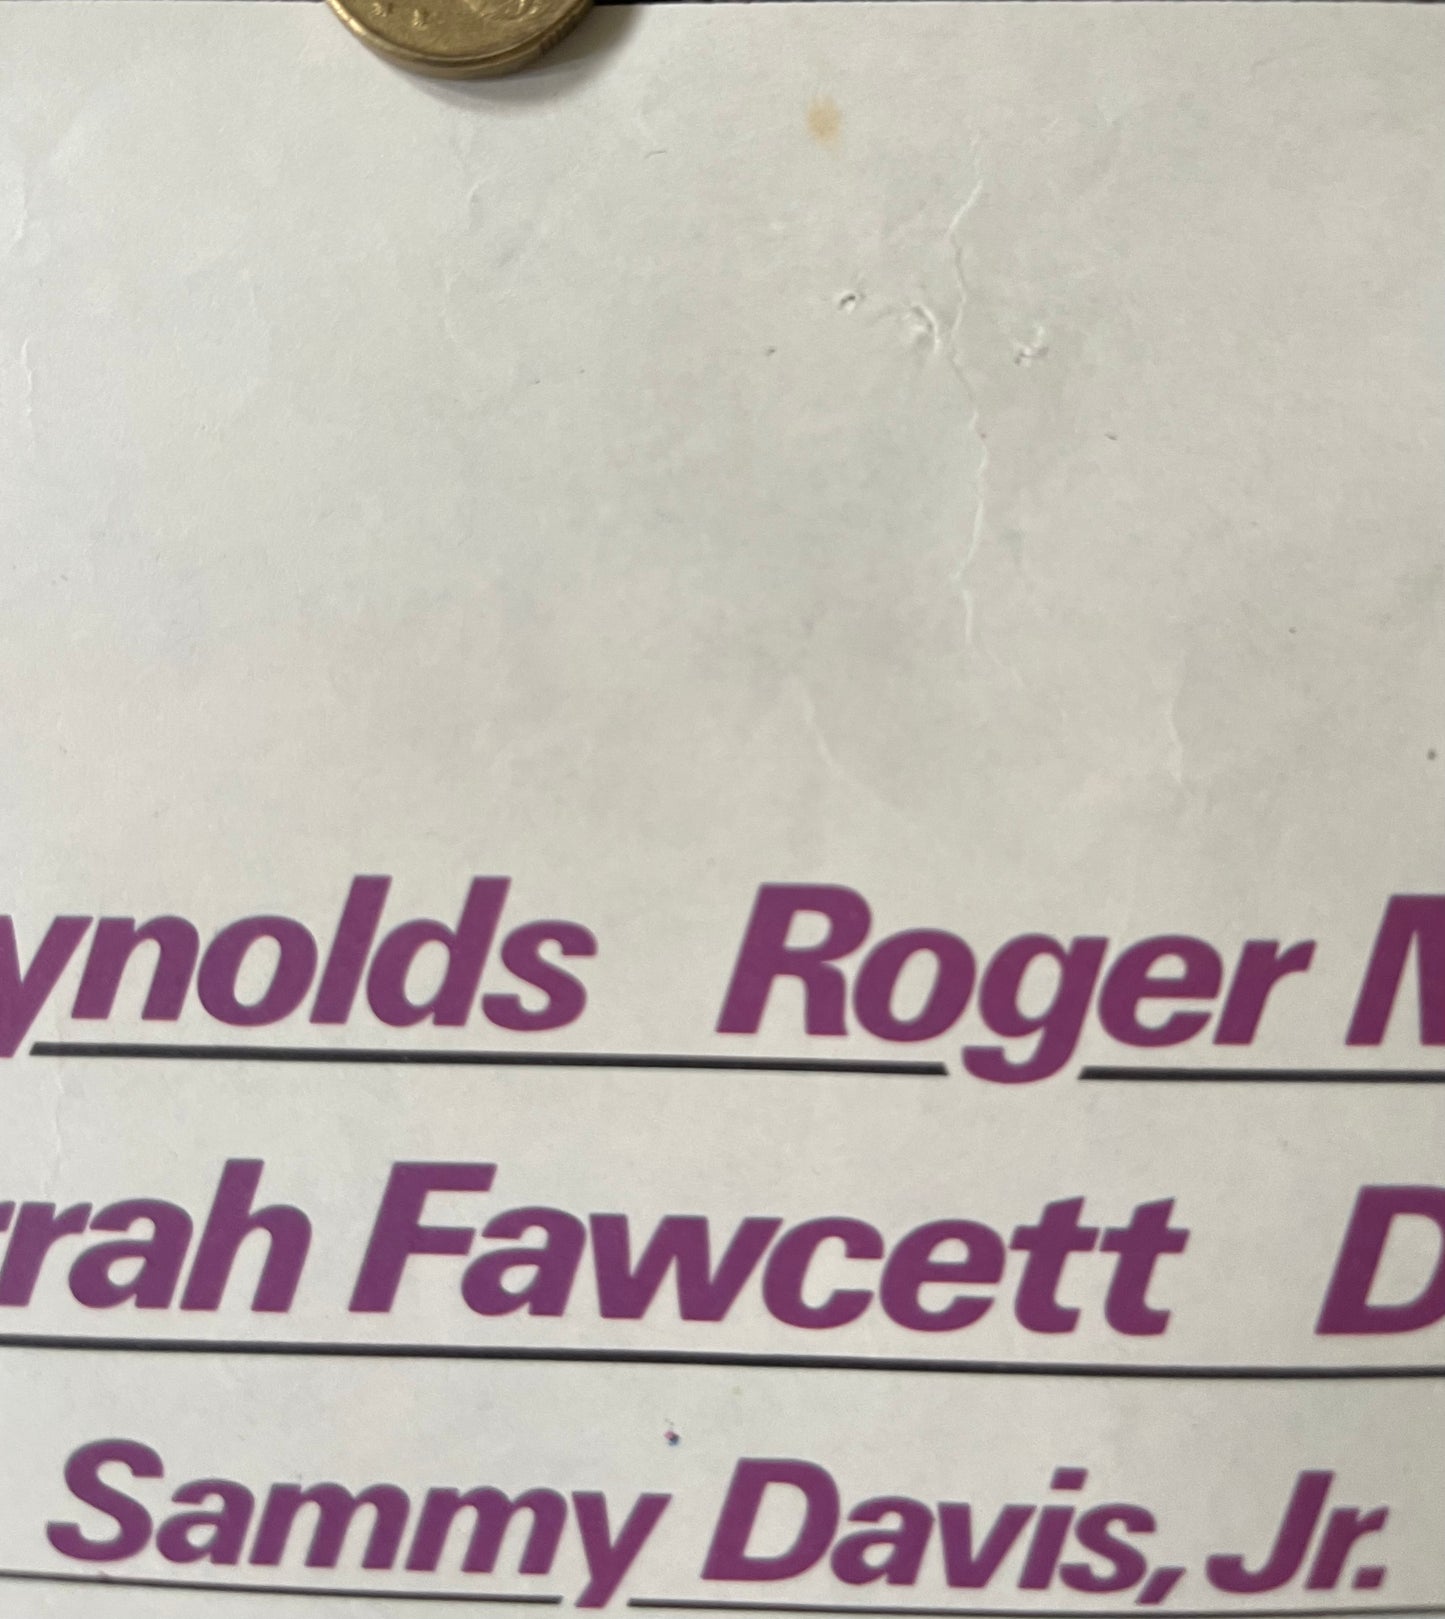 ynolds Roger M
rrah Fawcett D
Sammy Davis, Jr.